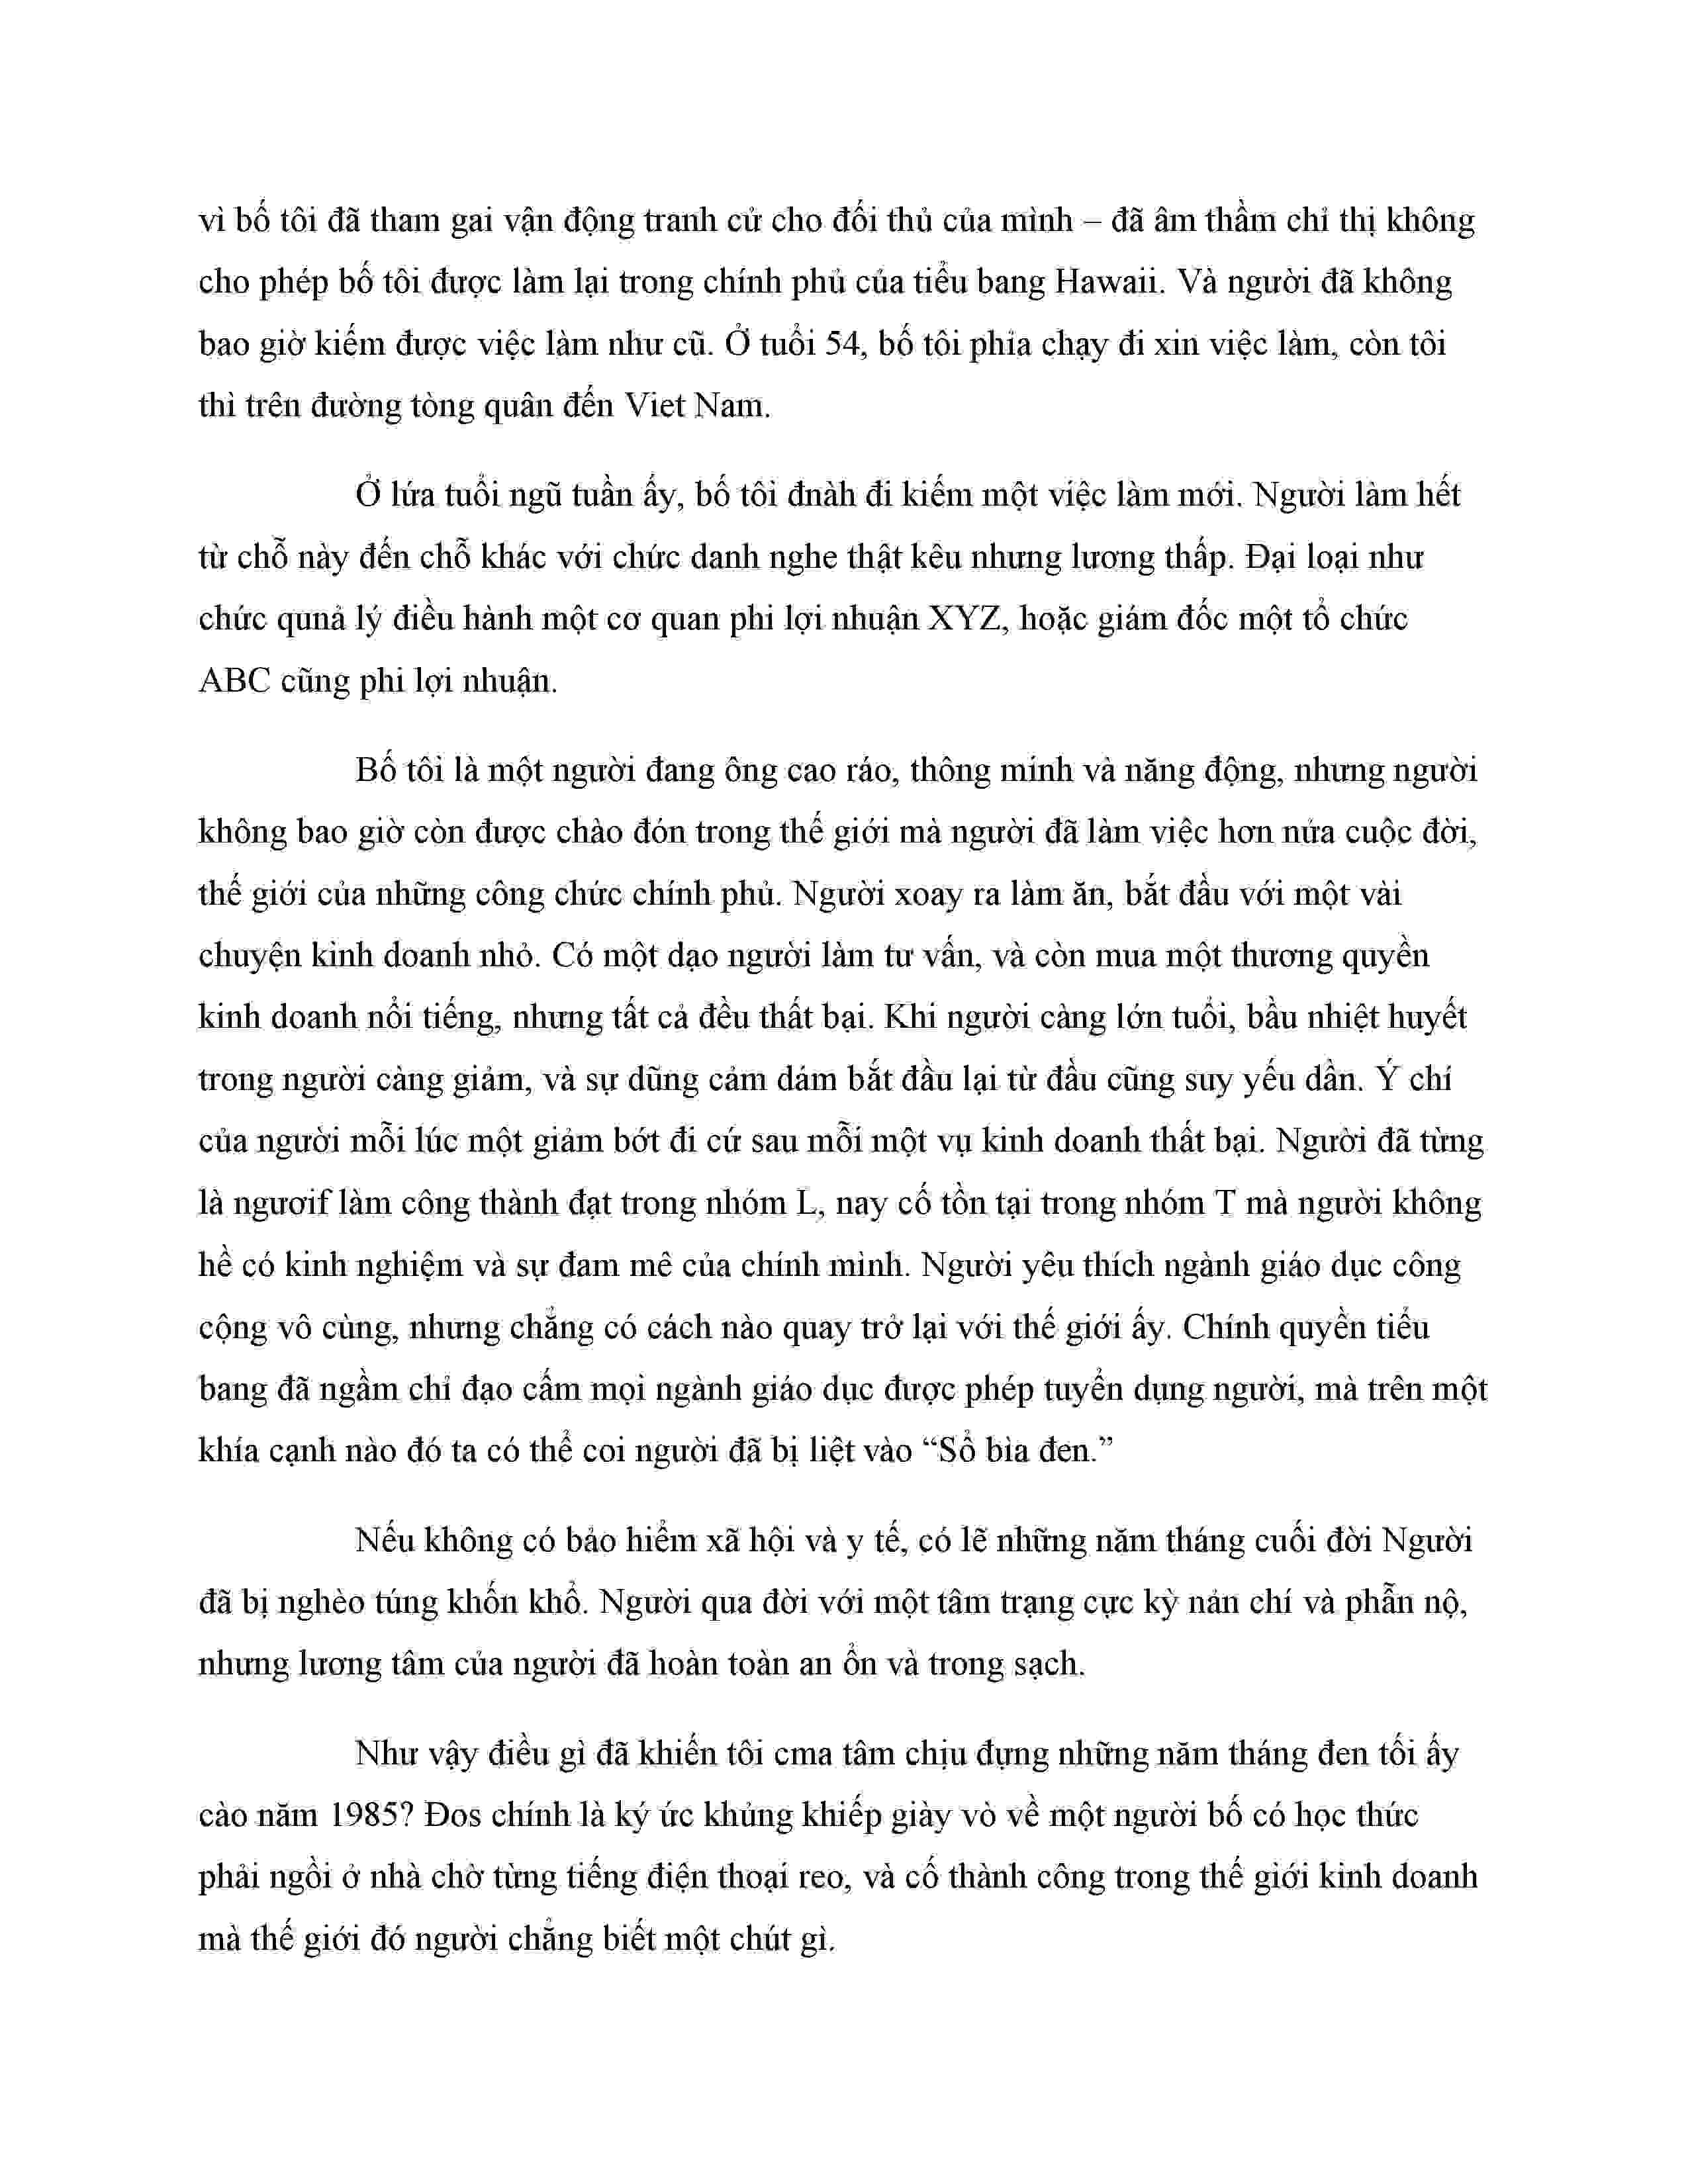 vì bố tôi đã tham gai vận động tranh cử cho đối thủ của mình – đã âm thầm chỉ thị không
cho phép bố tôi được làm lại trong chính phủ của tiểu bang Hawaii. Và người đã không
bao giờ kiếm được việc làm như cũ. Ở tuổi 54, bố tôi phỉa chạy đi xin việc làm, còn tôi
thì trên đường tòng quân đến Viet Nam.
Ở lứa tuổi ngũ tuần ấy, bố tôi đnàh đi kiếm một việc làm mới. Người làm hết
từ chỗ này đến chỗ khác với chức danh nghe thật kêu nhưng lương thấp. Đại loại như
chức qunả lý điều hành một cơ quan phi lợi nhuận XYZ, hoặc giám đốc một tổ chức
ABC cũng phi lợi nhuận.
Bố tôi là một người đang ông cao ráo, thông minh và năng động, nhưng người
không bao giờ còn được chào đón trong thế giới mà người đã làm việc hơn nửa cuộc đời,
thế giới của những công chức chính phủ. Người xoay ra làm ăn, bắt đầu với một vài
chuyện kinh doanh nhỏ. Có một dạo người làm tư vấn, và còn mua một thương quyền
kinh doanh nổi tiếng, nhưng tất cả đều thất bại. Khi người càng lớn tuổi, bầu nhiệt huyết
trong người càng giảm, và sự dũng cảm dám bắt đầu lại từ đầu cũng suy yếu dần. Ý chí
của người mỗi lúc một giảm bớt đi cứ sau mỗi một vụ kinh doanh thất bại. Người đã từng
là ngươif làm công thành đạt trong nhóm L, nay cố tồn tại trong nhóm T mà người không
hề có kinh nghiệm và sự đam mê của chính mình. Người yêu thích ngành giáo dục công
cộng vô cùng, nhưng chẳng có cách nào quay trở lại với thế giới ấy. Chính quyền tiểu
bang đã ngầm chỉ đạo cấm mọi ngành giáo dục được phép tuyển dụng người, mà trên một
khía cạnh nào đó ta có thể coi người đã bị liệt vào “Sổ bìa đen.”
Nếu không có bảo hiểm xã hội và y tế, có lẽ những năm tháng cuối đời Người
đã bị nghèo túng khốn khổ. Người qua đời với một tâm trạng cực kỳ nản chí và phẫn nộ,
nhưng lương tâm của người đã hoàn toàn an ổn và trong sạch.
Như vậy điều gì đã khiến tôi cma tâm chịu đựng những năm tháng đen tối ấy
cào năm 1985? Đos chính là ký ức khủng khiếp giày vò về một người bố có học thức
phải ngồi ở nhà chờ từng tiếng điện thoại reo, và cố thành công trong thế giới kinh doanh
mà thế giới đó người chẳng biết một chút gì.